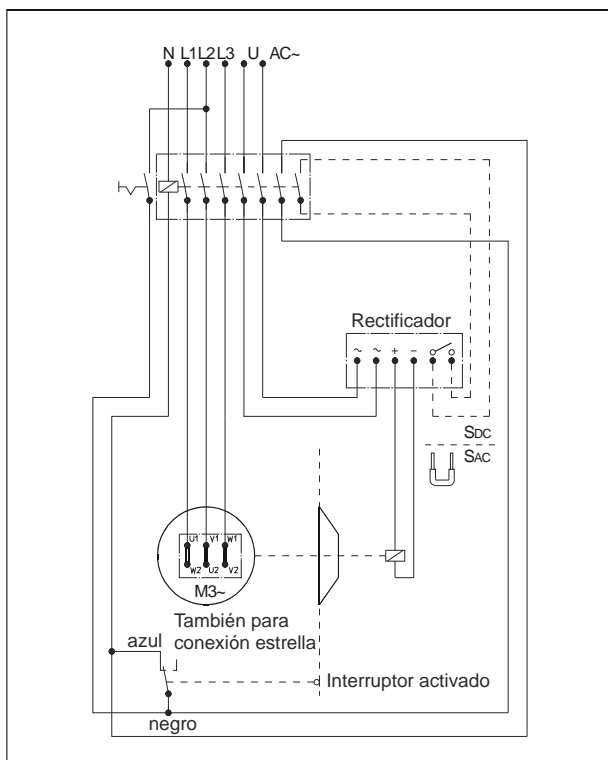 N L1 L2 L3 U AC~
Rectificador
~ ~ + −
SDC
SAC
U1 V1 W1
W2 U2 V2
M3~
También para
conexión estrella
azul
Interruptor activado
negro